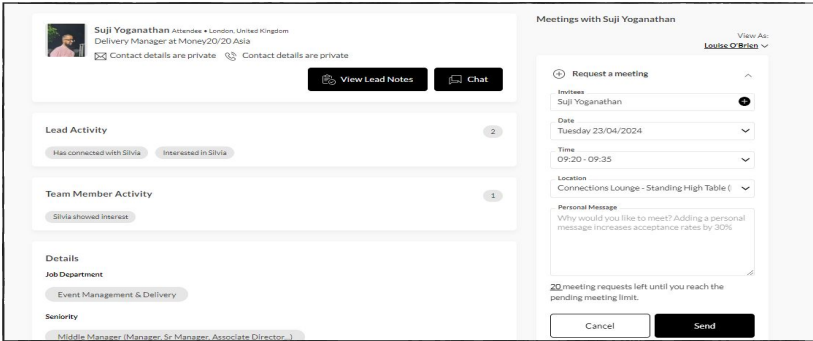 Suji Yoganathan Attendee • London, United Kingdom
Delivery Manager at Money20/20 Asia
Contact details are private Contact details are private
View Lead Notes Chat
Lead Activity 2
Has connected with Silvia Interested in Silvia
Team Member Activity 1
Silvia showed interest
Details
Job Department
Event Management & Delivery
Seniority
Middle Manager (Manager, Sr Manager, Associate Director...)
Meetings with Suji Yoganathan
View As:
Louise O'Brien
Request a meeting
Invitees
Suji Yoganathan
Date
Tuesday 23/04/2024
Time
09:20 - 09:35
Location
Connections Lounge - Standing High Table (
Personal Message
Why would you like to meet? Adding a personal
message increases acceptance rates by 30%
20 meeting requests left until you reach the
pending meeting limit.
Cancel Send